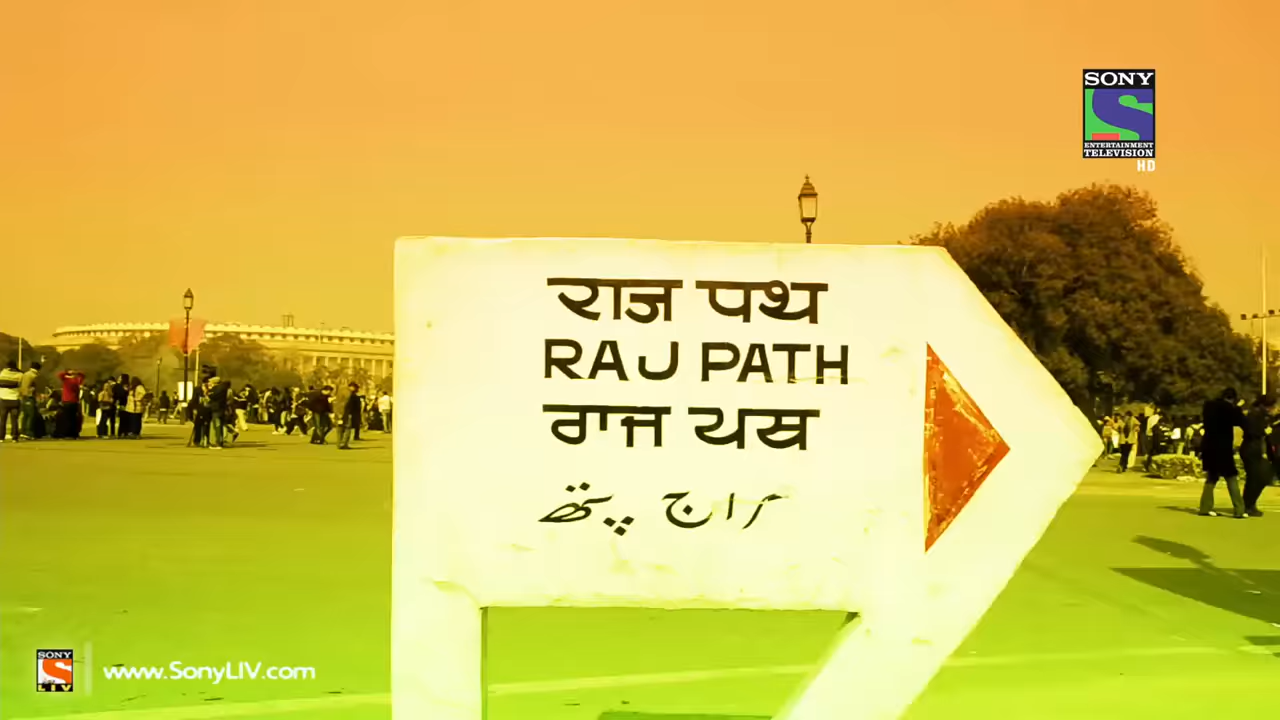 SONY
ENTERTAINMENT
TELEVISION
HD
राज पथ
RAJ PATH
ਰਾਜ ਪਥ
راج پتھ
SONY
LIV
www.SonyLIV.com